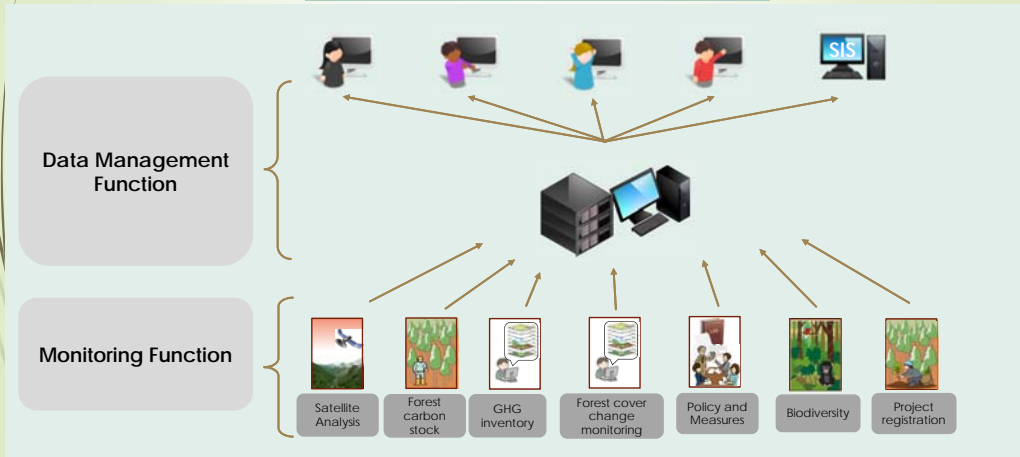 SIS
Data Management
Function
Monitoring Function
Satellite
Analysis
Forest
carbon
stock
GHG
inventory
Forest cover
change
monitoring
Policy and
Measures
Biodiversity
Project
registration